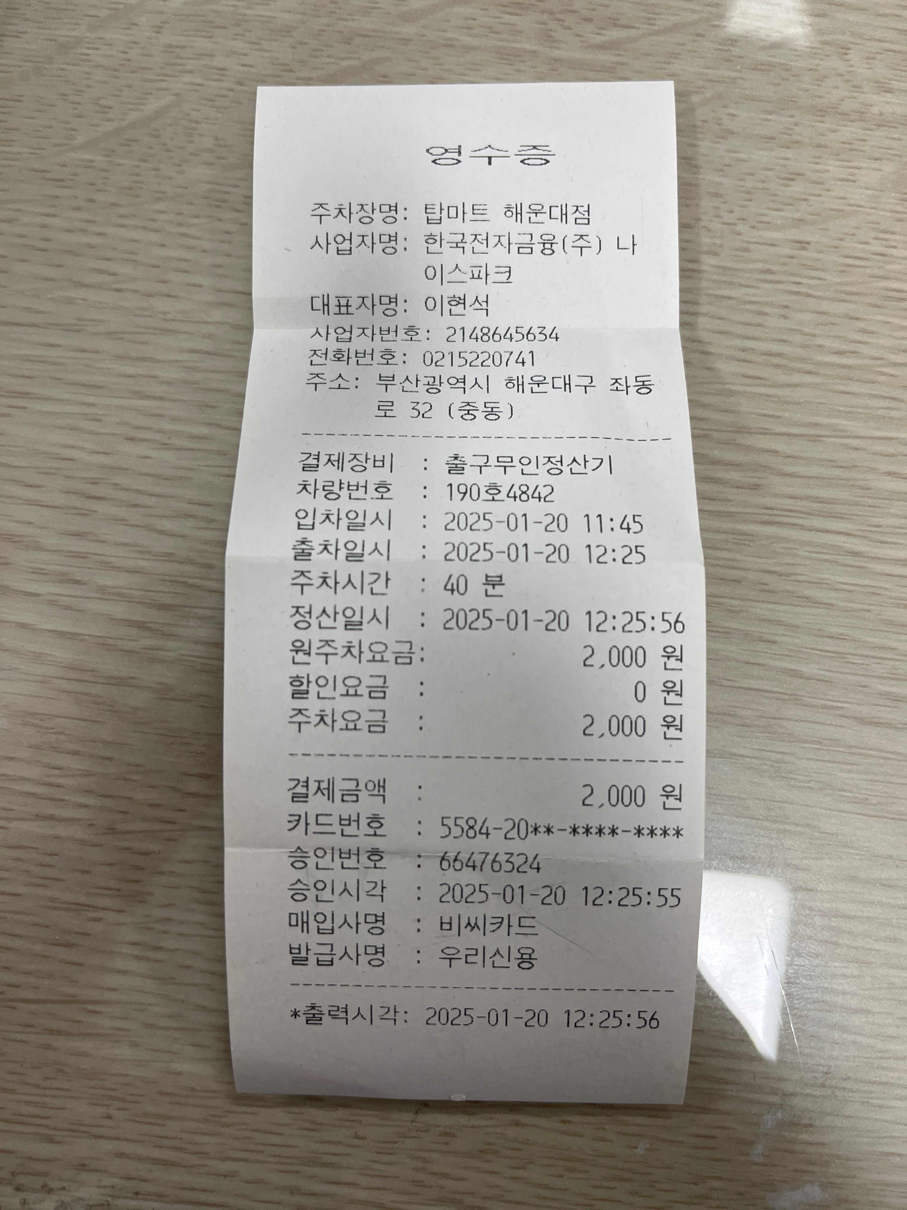 영수증
주차장명: 탑마트 해운대점
사업자명: 한국전자금융(주) 나
이스파크
대표자명: 이현석
사업자번호: 2148645634
전화번호: 0215220741
주소: 부산광역시 해운대구 좌동
로 32 (중동)
결제장비 : 출구무인정산기
차량번호 : 190호4842
입차일시 : 2025-01-20 11:45
출차일시 : 2025-01-20 12:25
주차시간 : 40 분
정산일시 : 2025-01-20 12:25:56
원주차요금: 2,000 원
할인요금 : 0 원
주차요금 : 2,000 원
결제금액 : 2,000 원
카드번호 : 5584-20**-****-****
승인번호 : 66476324
승인시각 : 2025-01-20 12:25:55
매입사명 : 비씨카드
발급사명 : 우리신용
*출력시각: 2025-01-20 12:25:56